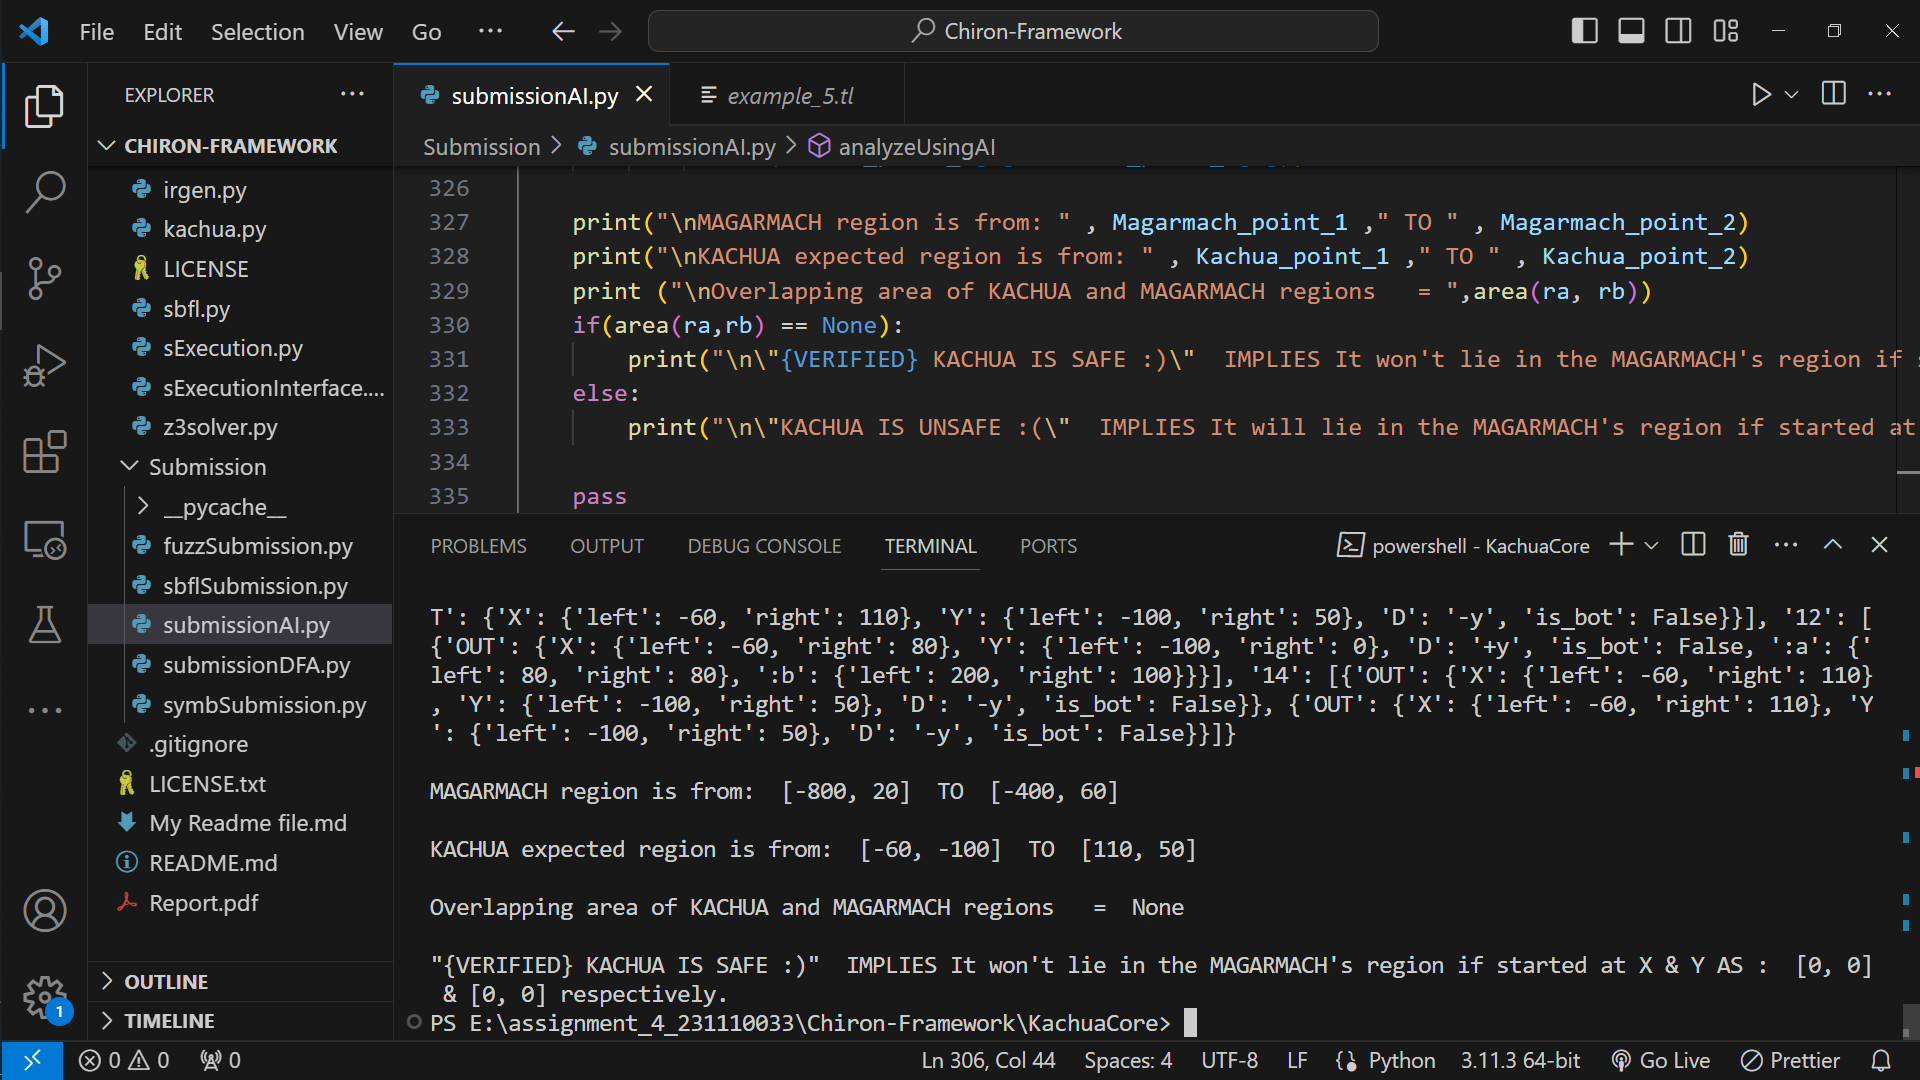 File Edit Selection View Go ··· Chiron-Framework
EXPLORER ···
CHIRON-FRAMEWORK
irgen.py
kachua.py
LICENSE
sbfl.py
sExecution.py
sExecutionInterface....
z3solver.py
Submission
__pycache__
fuzzSubmission.py
sbflSubmission.py
submissionAI.py
submissionDFA.py
symbSubmission.py
.gitignore
LICENSE.txt
My Readme file.md
README.md
Report.pdf
OUTLINE
TIMELINE
submissionAI.py example_5.tl
Submission > submissionAI.py > analyzeUsingAI
326
327 print("\nMAGARMACH region is from: " , Magarmach_point_1 ," TO " , Magarmach_point_2)
328 print("\nKACHUA expected region is from: " , Kachua_point_1 ," TO " , Kachua_point_2)
329 print ("\nOverlapping area of KACHUA and MAGARMACH regions   = ",area(ra, rb))
330 if(area(ra,rb) == None):
331 print("\n\"{VERIFIED} KACHUA IS SAFE :)\"  IMPLIES It won't lie in the MAGARMACH's region if
332 else:
333 print("\n\"KACHUA IS UNSAFE :(\"  IMPLIES It will lie in the MAGARMACH's region if started at
334
335 pass
PROBLEMS OUTPUT DEBUG CONSOLE TERMINAL PORTS powershell - KachuaCore
T': {'X': {'left': -60, 'right': 110}, 'Y': {'left': -100, 'right': 50}, 'D': '-y', 'is_bot': False}}], '12': [
{'OUT': {'X': {'left': -60, 'right': 80}, 'Y': {'left': -100, 'right': 0}, 'D': '+y', 'is_bot': False, ':a': {'
left': 80, 'right': 80}, ':b': {'left': 200, 'right': 100}}}], '14': [{'OUT': {'X': {'left': -60, 'right': 110}
, 'Y': {'left': -100, 'right': 50}, 'D': '-y', 'is_bot': False}}, {'OUT': {'X': {'left': -60, 'right': 110}, 'Y
': {'left': -100, 'right': 50}, 'D': '-y', 'is_bot': False}}]}
MAGARMACH region is from:  [-800, 20]  TO  [-400, 60]
KACHUA expected region is from:  [-60, -100]  TO  [110, 50]
Overlapping area of KACHUA and MAGARMACH regions   =  None
"{VERIFIED} KACHUA IS SAFE :)"  IMPLIES It won't lie in the MAGARMACH's region if started at X & Y AS :  [0, 0]
& [0, 0] respectively.
PS E:\assignment_4_231110033\Chiron-Framework\KachuaCore>
1
0 0 0 Ln 306, Col 44 Spaces: 4 UTF-8 LF Python 3.11.3 64-bit Go Live Prettier